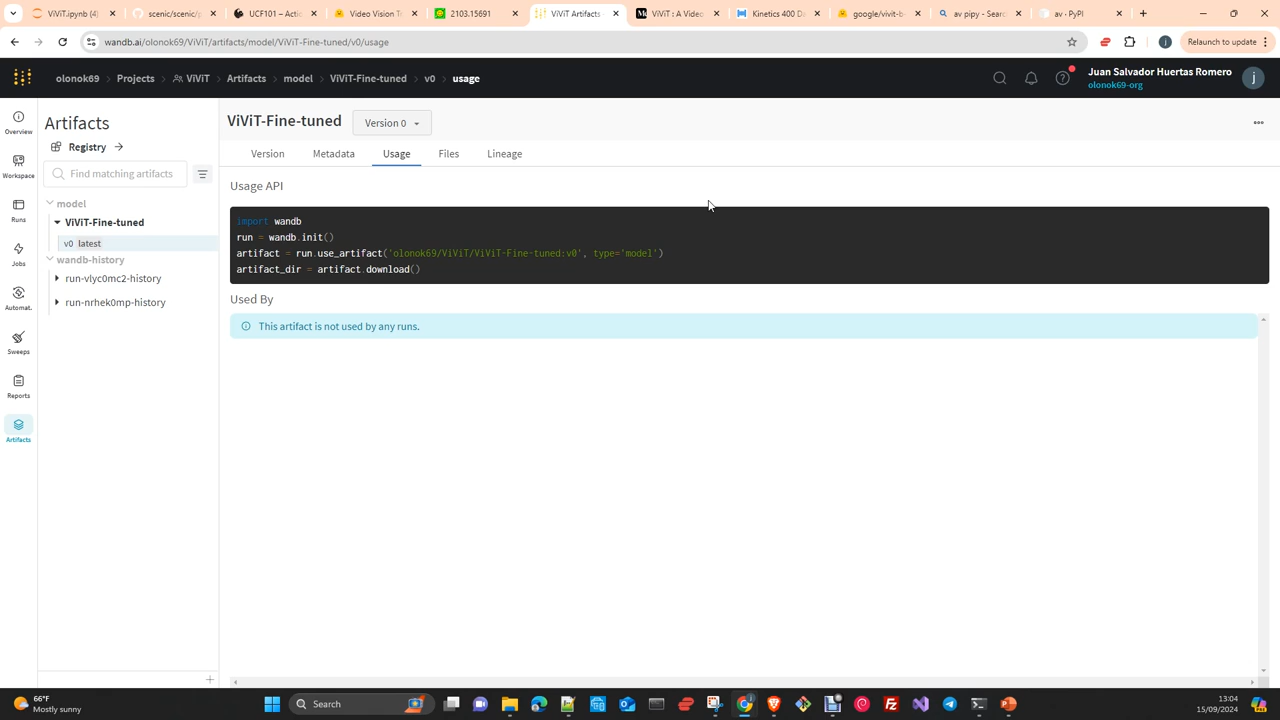 ViViT.ipynb (4)
scenic/scenic/p
UCF101 – Actio
Video Vision Tr
2103.15691
ViViT Artifacts
ViViT : A Video
Kinetics 400 Da
google/vivit-b-
av pipy - Searc
av · PyPI
wandb.ai/olonok69/ViViT/artifacts/model/ViViT-Fine-tuned/v0/usage
Relaunch to update
olonok69
Projects
ViViT
Artifacts
model
ViViT-Fine-tuned
v0
usage
Juan Salvador Huertas Romero
olonok69-org
j
Overview
Workspace
Runs
Jobs
Automat.
Sweeps
Reports
Artifacts
Artifacts
Registry
Find matching artifacts
model
ViViT-Fine-tuned
v0 latest
wandb-history
run-vlyc0mc2-history
run-nrhek0mp-history
ViViT-Fine-tuned
Version 0
Version
Metadata
Usage
Files
Lineage
Usage API
import wandb
run = wandb.init()
artifact = run.use_artifact('olonok69/ViViT/ViViT-Fine-tuned:v0', type='model')
artifact_dir = artifact.download()
Used By
This artifact is not used by any runs.
66°F
Mostly sunny
Search
13:04
15/09/2024